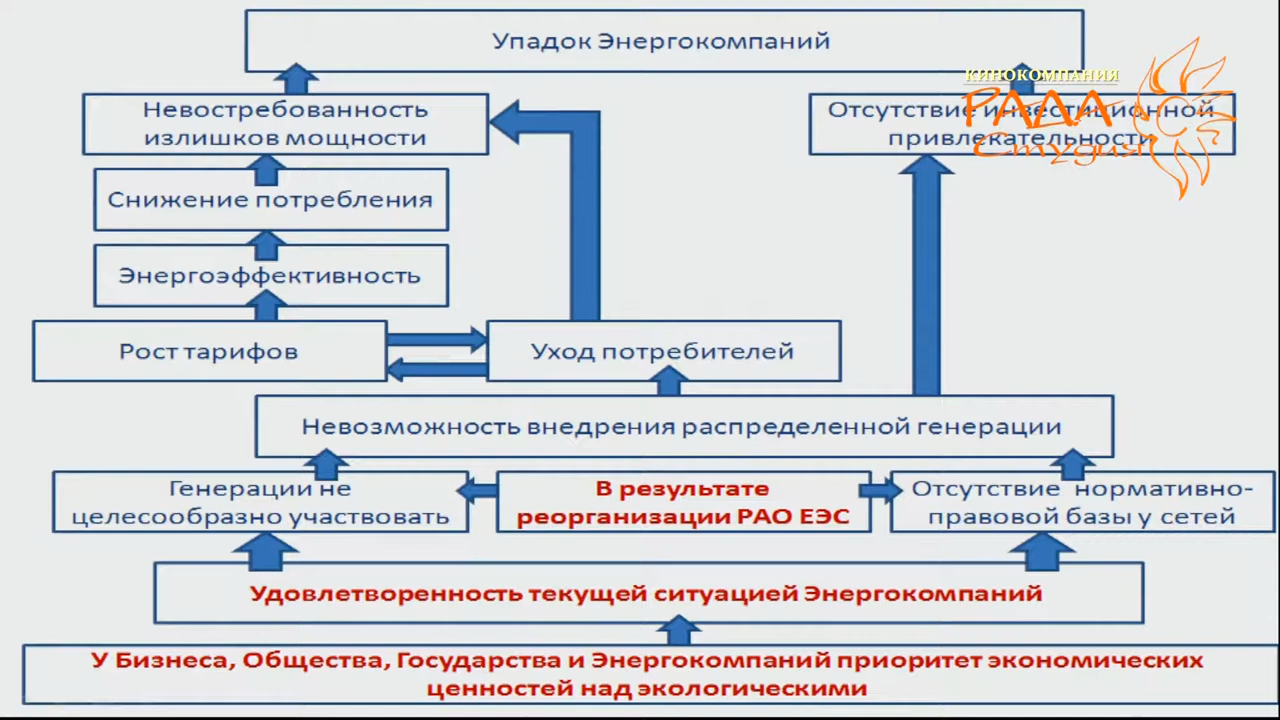 Упадок Энергокомпаний
КИНОКОМПАНИЯ
РАДА
Студия
Невостребованность
излишков мощности
Отсутствие инвестиционной
привлекательности
Снижение потребления
Энергоэффективность
Рост тарифов
Уход потребителей
Невозможность внедрения распределенной генерации
Генерации не
целесообразно участвовать
В результате
реорганизации РАО ЕЭС
Отсутствие нормативно-
правовой базы у сетей
Удовлетворенность текущей ситуацией Энергокомпаний
У Бизнеса, Общества, Государства и Энергокомпаний приоритет экономических
ценностей над экологическими